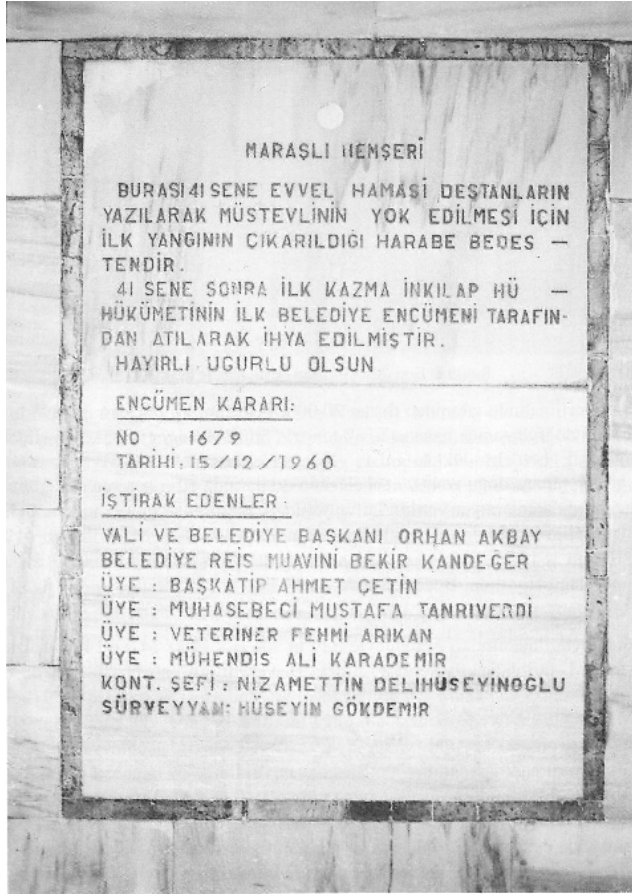 MARAŞLI HEMŞERİ
BURASI 41 SENE EVVEL HAMASİ DESTANLARIN
YAZILARAK MÜSTEVLİNİN YOK EDİLMESİ İÇİN
İLK YANGININ ÇIKARILDIĞI HARABE BEDES –
TENDİR.
41 SENE SONRA İLK KAZMA İNKILAP HÜ –
HÜKÜMETİNİN İLK BELEDİYE ENCÜMENİ TARAFIN-
DAN ATILARAK İHYA EDİLMİŞTİR.
HAYIRLI UGURLU OLSUN
ENCÜMEN KARARI:
NO 1679
TARİHİ: 15/12/1960
İŞTİRAK EDENLER:
VALİ VE BELEDİYE BAŞKANI ORHAN AKBAY
BELEDİYE REİS MUAVİNİ BEKİR KANDEĞER
ÜYE : BAŞKATİP AHMET ÇETİN
ÜYE : MUHASEBECİ MUSTAFA TANRIVERDİ
ÜYE : VETERİNER FEHMİ ARIKAN
ÜYE : MÜHENDİS ALİ KARADEMİR
KONT. ŞEFİ : NİZAMETTİN DELİHÜSEYİNOĞLU
SÜRVEYYAN: HÜSEYİN GÖKDEMİR